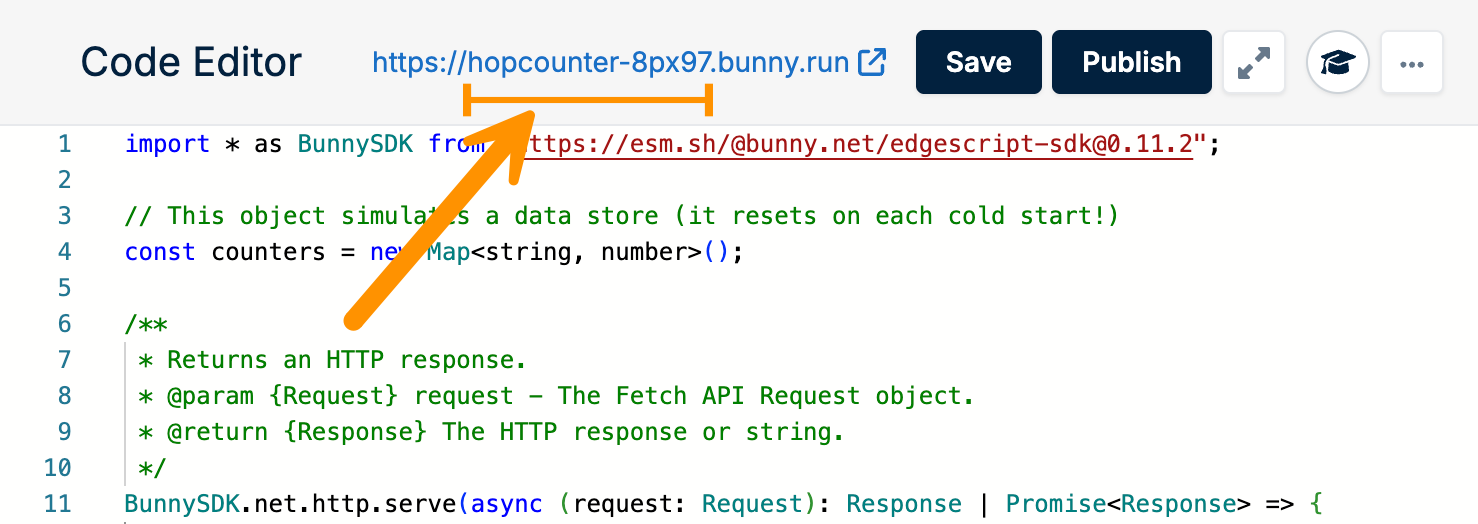 Code Editor https://hopcounter-8px97.bunny.run Save Publish ...
1 import * as BunnySDK from "https://esm.sh/@bunny.net/edgescript-sdk@0.11.2";
2
3 // This object simulates a data store (it resets on each cold start!)
4 const counters = new Map<string, number>();
5
6 /**
7 * Returns an HTTP response.
8 * @param {Request} request - The Fetch API Request object.
9 * @return {Response} The HTTP response or string.
10 */
11 BunnySDK.net.http.serve(async (request: Request): Response | Promise<Response> => {